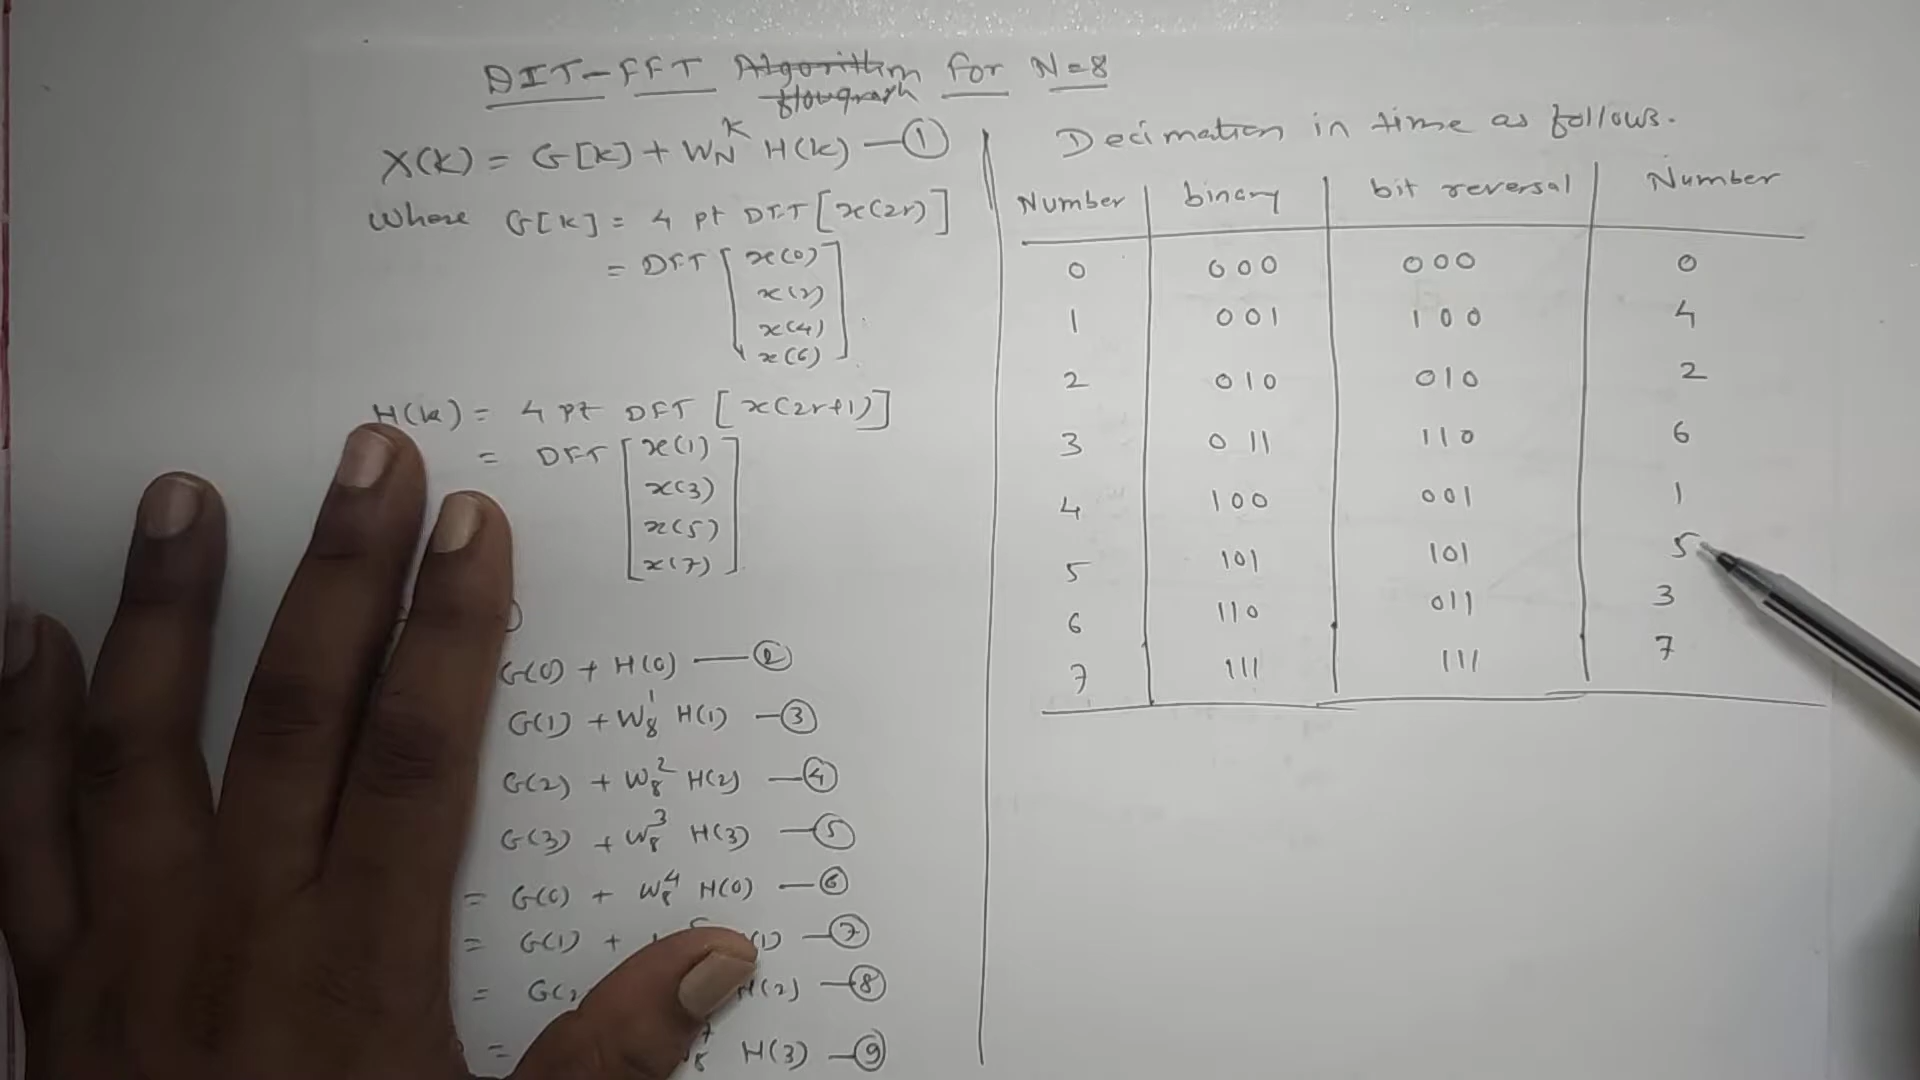 DIT-FFT Algorithm for N=8
flowgraph
X(k) = G[k] + W_N^k H(k) — ①
Where G[k] = 4 pt DFT [x(2r)]
= DFT [x(0)
x(2)
x(4)
x(6)]
H(k) = 4 pt DFT [x(2r+1)]
= DFT [x(1)
x(3)
x(5)
x(7)]
G(0) + H(0) — ②
G(1) + W_8^1 H(1) — ③
G(2) + W_8^2 H(2) — ④
G(3) + W_8^3 H(3) — ⑤
= G(0) + W_8^4 H(0) — ⑥
= G(1) + — ⑦
= G(2 H(2) — ⑧
= H(3) — ⑨
Decimation in time as follows.
Number binary bit reversal Number
0 000 000 0
1 001 100 4
2 010 010 2
3 011 110 6
4 100 001 1
5 101 101 5
6 110 011 3
7 111 111 7